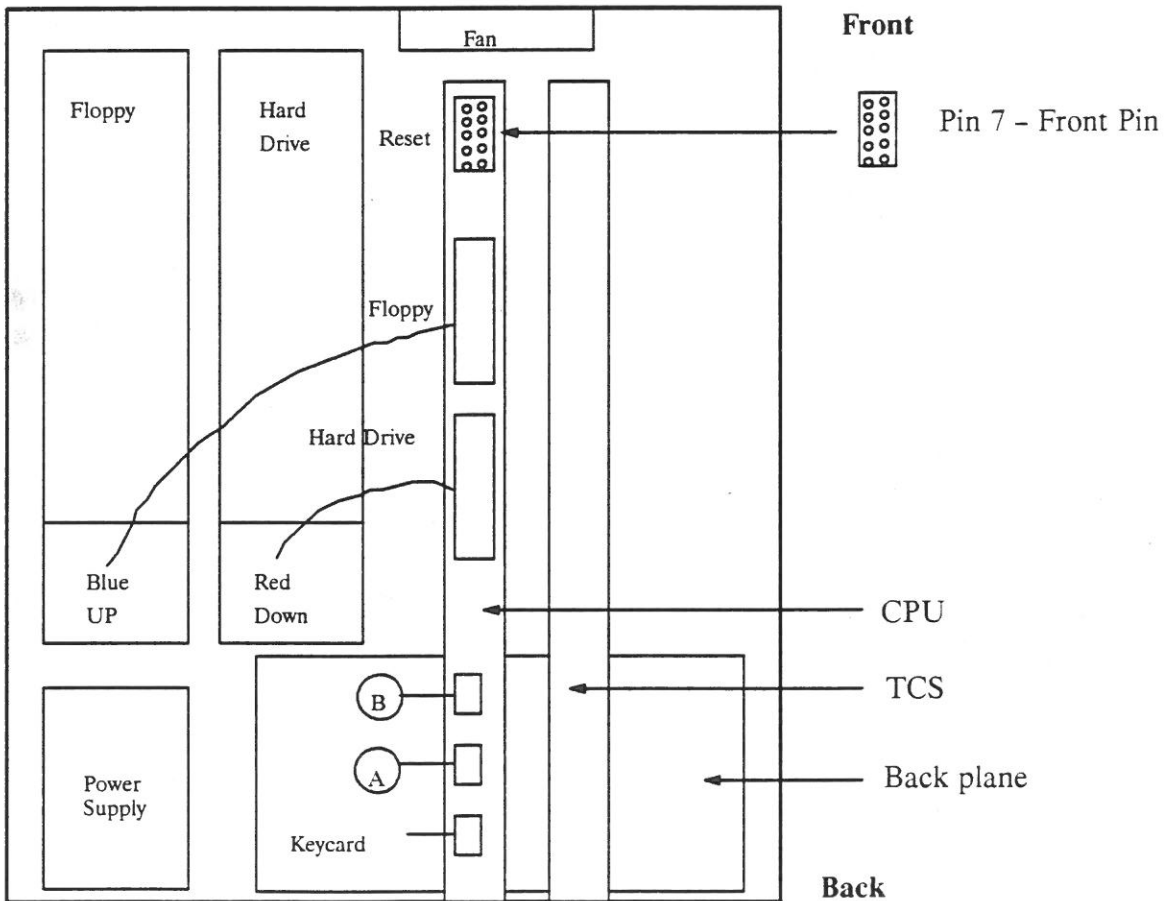 Front
Fan
Floppy
Hard
Drive
Reset
Pin 7 - Front Pin
Floppy
Hard Drive
Blue
UP
Red
Down
CPU
B
TCS
A
Power
Supply
Back plane
Keycard
Back